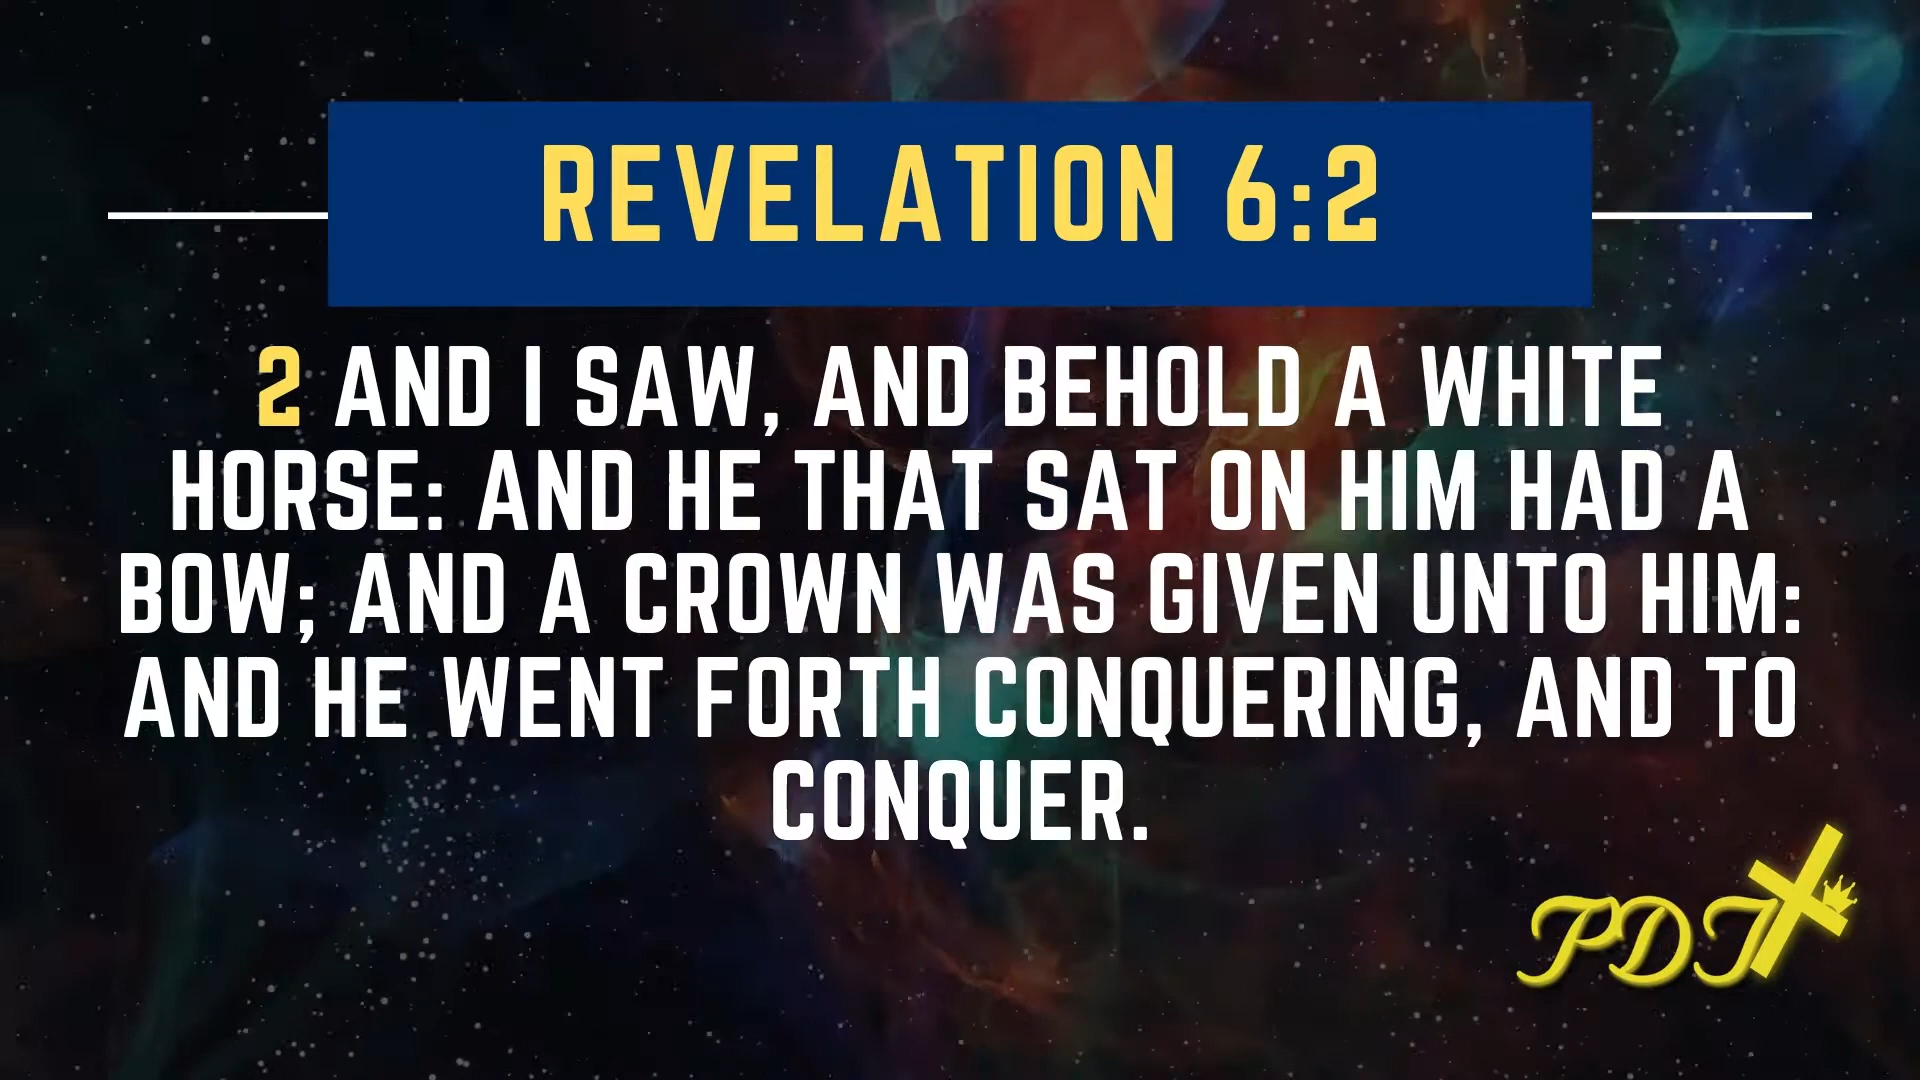 REVELATION 6:2
2 AND I SAW, AND BEHOLD A WHITE
HORSE: AND HE THAT SAT ON HIM HAD A
BOW; AND A CROWN WAS GIVEN UNTO HIM:
AND HE WENT FORTH CONQUERING, AND TO
CONQUER.
PDT